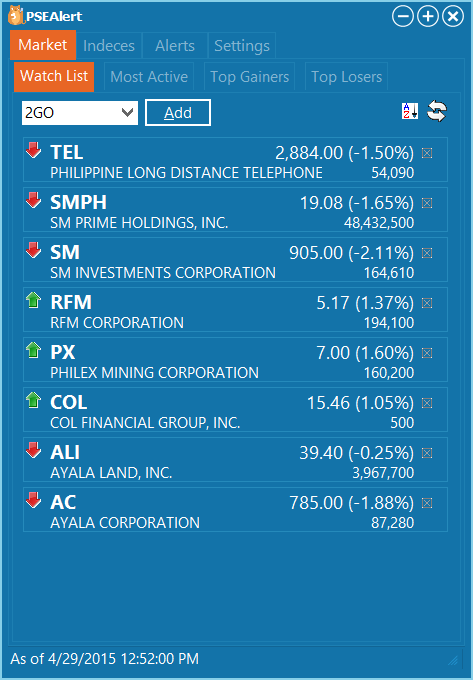 PSEAlert
Market Indeces Alerts Settings
Watch List Most Active Top Gainers Top Losers
2GO Add
TEL 2,884.00 (-1.50%)
PHILIPPINE LONG DISTANCE TELEPHONE 54,090
SMPH 19.08 (-1.65%)
SM PRIME HOLDINGS, INC. 48,432,500
SM 905.00 (-2.11%)
SM INVESTMENTS CORPORATION 164,610
RFM 5.17 (1.37%)
RFM CORPORATION 194,100
PX 7.00 (1.60%)
PHILEX MINING CORPORATION 160,200
COL 15.46 (1.05%)
COL FINANCIAL GROUP, INC. 500
ALI 39.40 (-0.25%)
AYALA LAND, INC. 3,967,700
AC 785.00 (-1.88%)
AYALA CORPORATION 87,280
As of 4/29/2015 12:52:00 PM